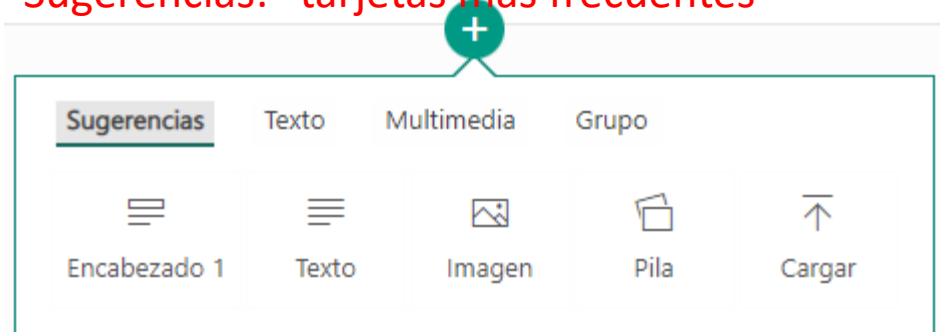 Sugerencias: tarjetas más frecuentes
Sugerencias Texto Multimedia Grupo
Encabezado 1 Texto Imagen Pila Cargar